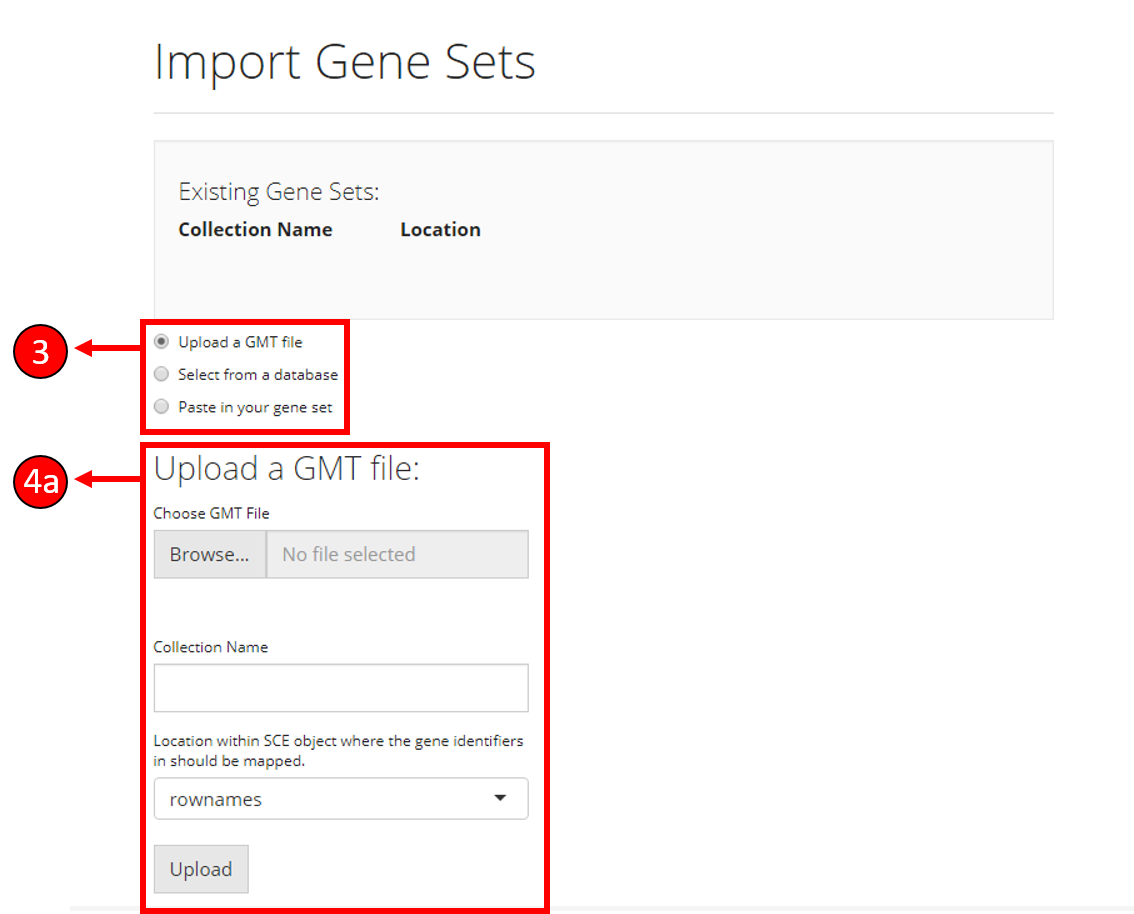 Import Gene Sets
Existing Gene Sets:
Collection Name Location
3
Upload a GMT file
Select from a database
Paste in your gene set
4a
Upload a GMT file:
Choose GMT File
Browse... No file selected
Collection Name
Location within SCE object where the gene identifiers
in should be mapped.
rownames
Upload